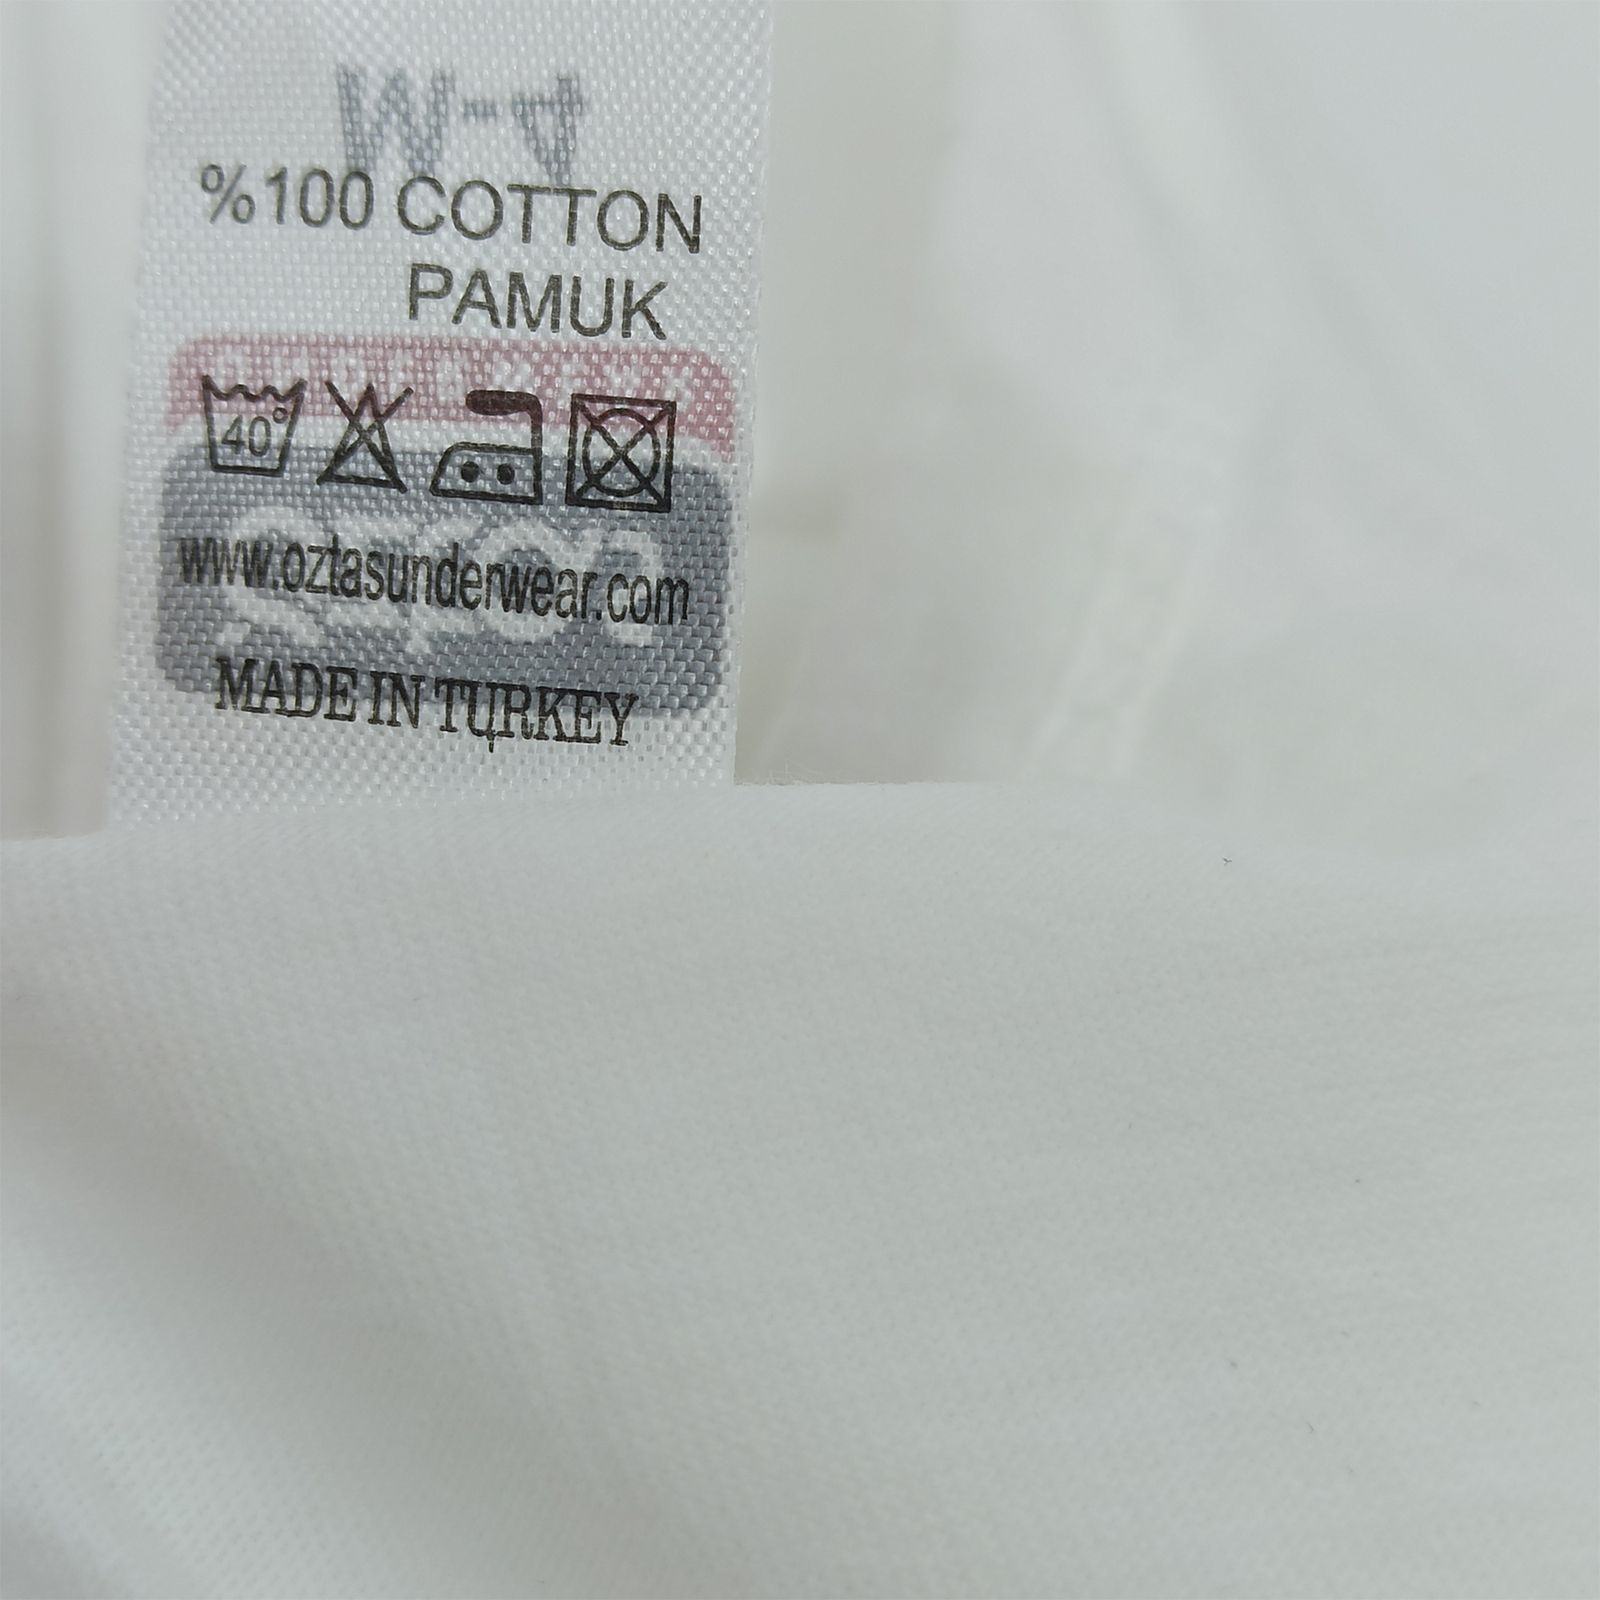 %100 COTTON
PAMUK
40°
www.oztasunderwear.com
MADE IN TURKEY